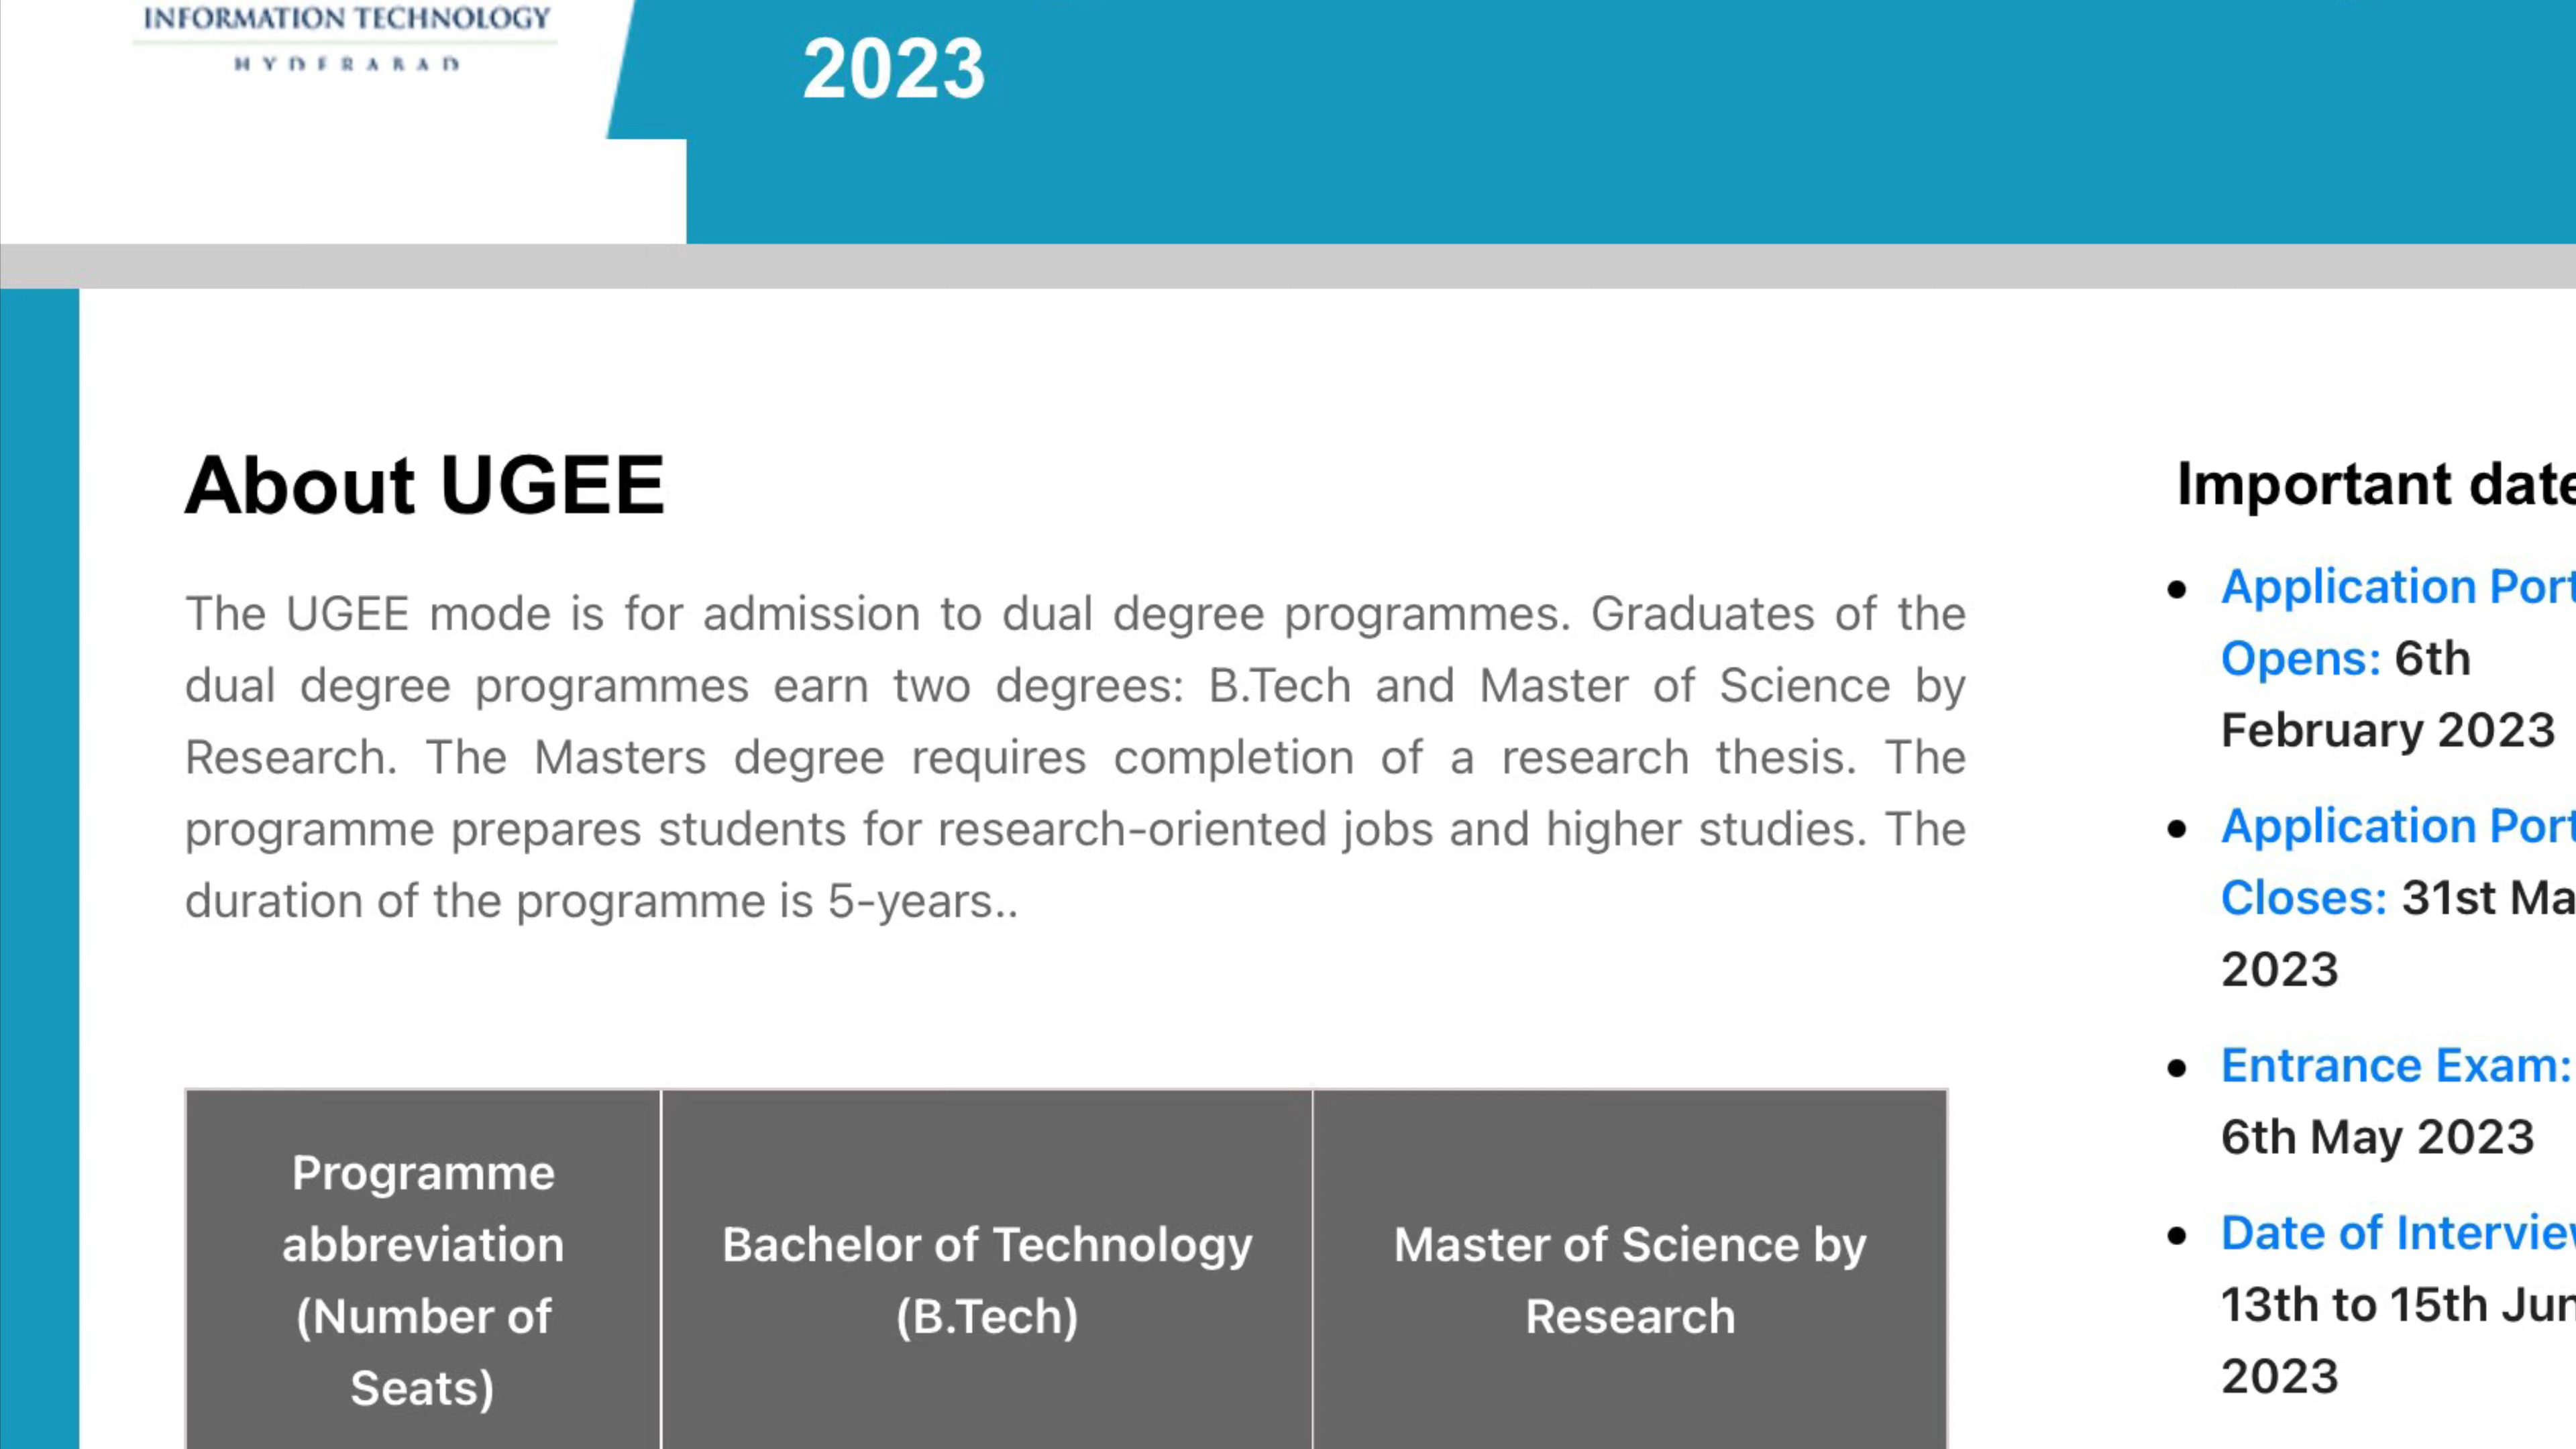 INFORMATION TECHNOLOGY
HYDERABAD
2023
About UGEE
The UGEE mode is for admission to dual degree programmes. Graduates of the
dual degree programmes earn two degrees: B.Tech and Master of Science by
Research. The Masters degree requires completion of a research thesis. The
programme prepares students for research-oriented jobs and higher studies. The
duration of the programme is 5-years..
Programme
abbreviation
(Number of
Seats)
Bachelor of Technology
(B.Tech)
Master of Science by
Research
Important date
Application Port
Opens: 6th
February 2023
Application Port
Closes: 31st Ma
2023
Entrance Exam:
6th May 2023
Date of Interview
13th to 15th Jun
2023